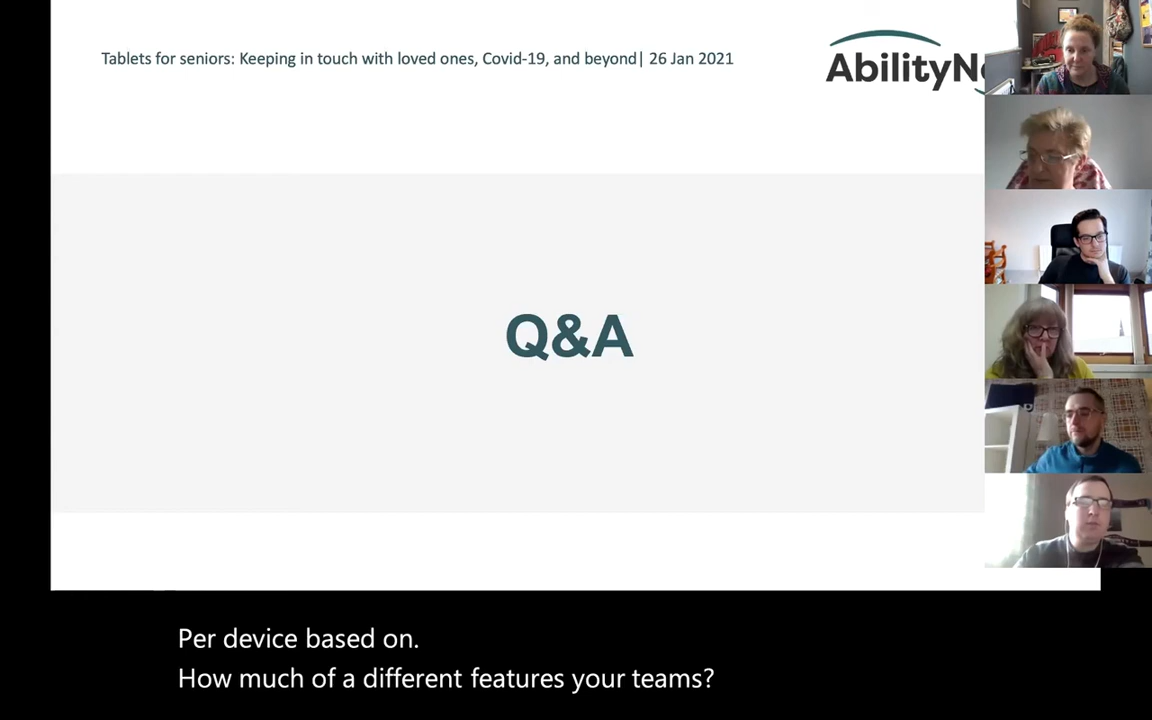 Tablets for seniors: Keeping in touch with loved ones, Covid-19, and beyond| 26 Jan 2021
AbilityN
Q&A
Per device based on.
How much of a different features your teams?